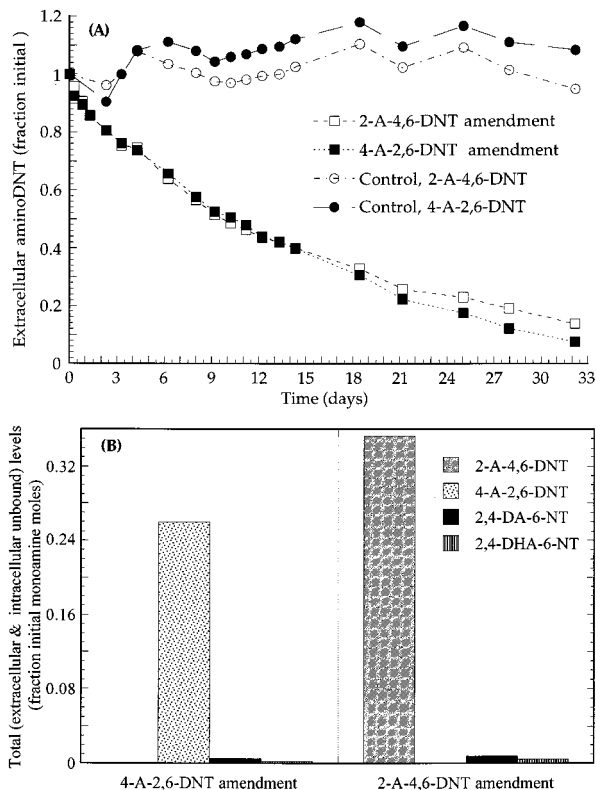 (A)
Extracellular aminoDNT (fraction initial )
1.2
1.0
0.8
0.6
0.4
0.2
0
2-A-4,6-DNT amendment
4-A-2,6-DNT amendment
Control, 2-A-4,6-DNT
Control, 4-A-2,6-DNT
0 3 6 9 12 15 18 21 24 27 30 33
Time (days)
(B)
Total (extracellular & intracellular unbound) levels
(fraction initial monoamine moles)
0.32
0.24
0.16
0.08
0
2-A-4,6-DNT
4-A-2,6-DNT
2,4-DA-6-NT
2,4-DHA-6-NT
4-A-2,6-DNT amendment 2-A-4,6-DNT amendment